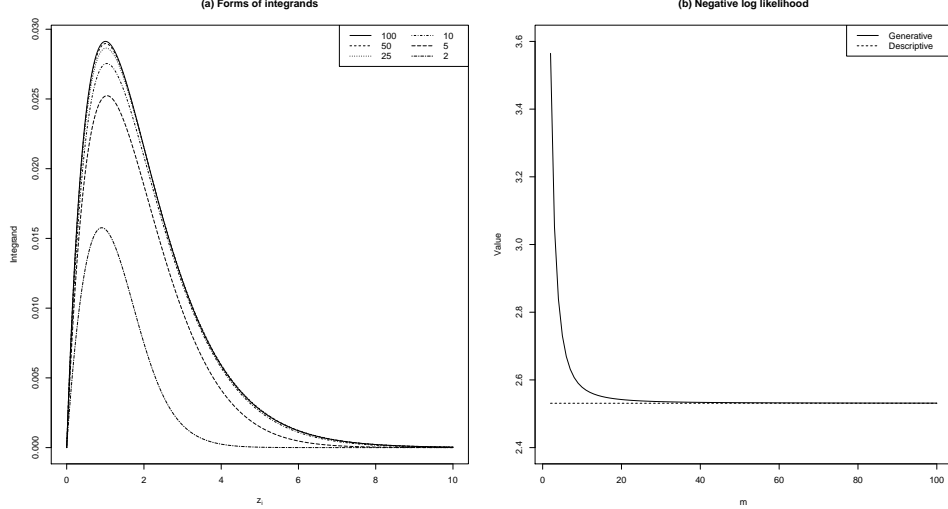 (a) Forms of integrands
100 10
50 5
25 2
0.030
0.025
0.020
0.015
0.010
0.005
0.000
Integrand
0 2 4 6 8 10
z_i
(b) Negative log likelihood
Generative
Descriptive
3.6
3.4
3.2
3.0
2.8
2.6
2.4
Value
0 20 40 60 80 100
m